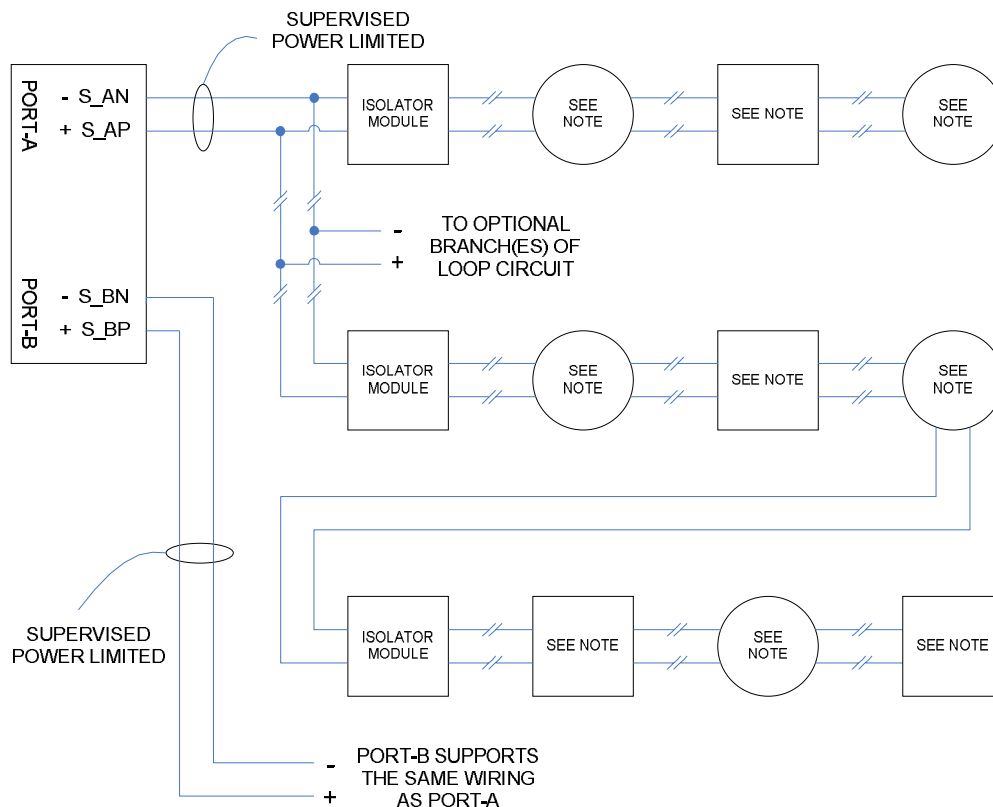 SUPERVISED
POWER LIMITED
PORT-A
- S_AN
+ S_AP
ISOLATOR
MODULE
SEE
NOTE
SEE NOTE
SEE
NOTE
-
+
TO OPTIONAL
BRANCH(ES) OF
LOOP CIRCUIT
PORT-B
- S_BN
+ S_BP
ISOLATOR
MODULE
SEE
NOTE
SEE NOTE
SEE
NOTE
SUPERVISED
POWER LIMITED
ISOLATOR
MODULE
SEE NOTE
SEE
NOTE
SEE NOTE
-
+
PORT-B SUPPORTS
THE SAME WIRING
AS PORT-A